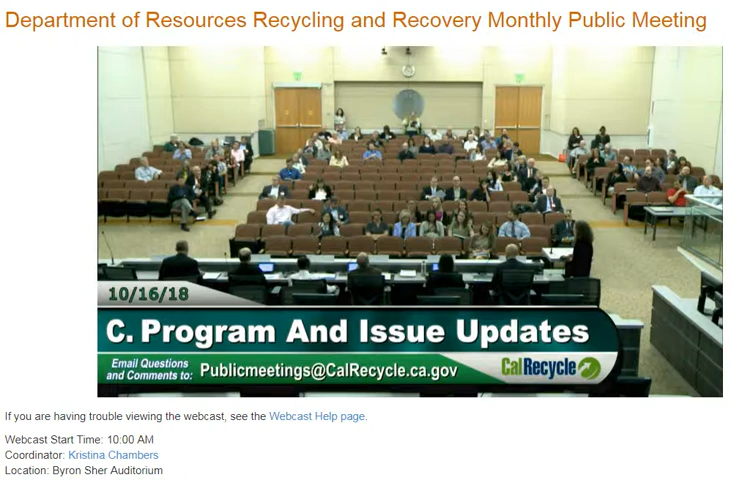 Department of Resources Recycling and Recovery Monthly Public Meeting
10/16/18
C. Program And Issue Updates
Email Questions
and Comments to: Publicmeetings@CalRecycle.ca.gov
CalRecycle
If you are having trouble viewing the webcast, see the Webcast Help page.
Webcast Start Time: 10:00 AM
Coordinator: Kristina Chambers
Location: Byron Sher Auditorium